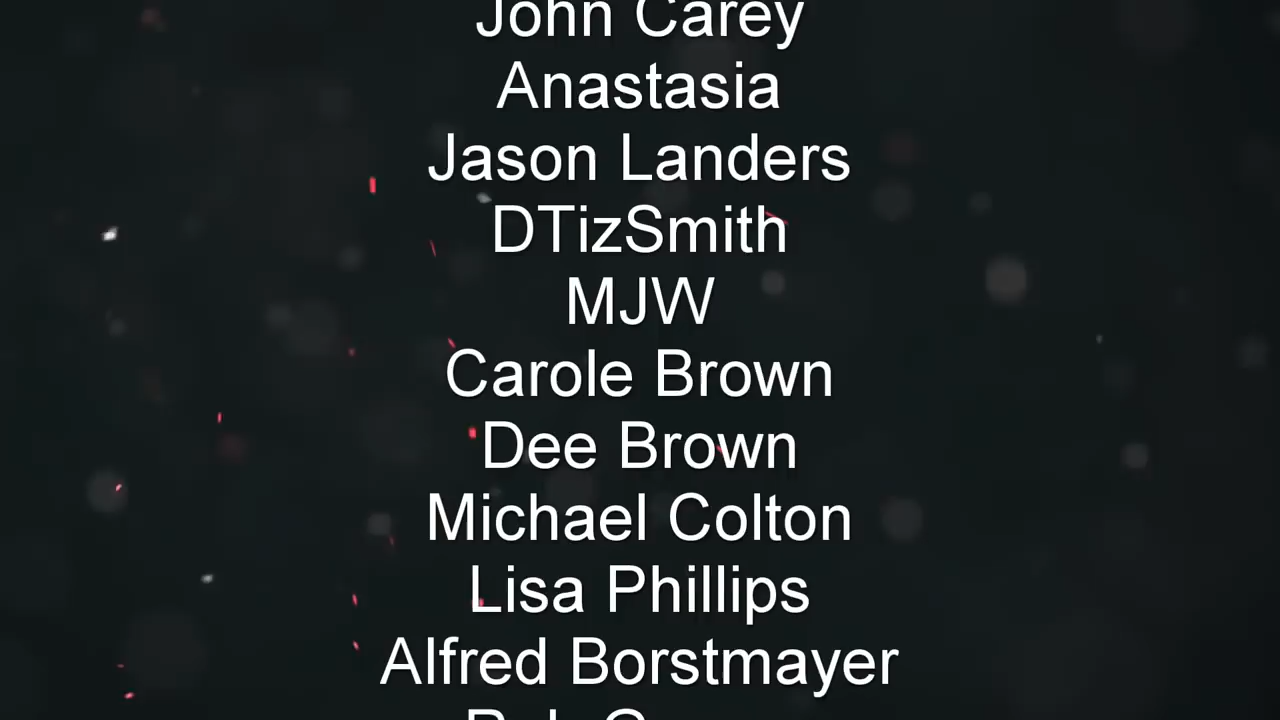 John Carey
Anastasia
Jason Landers
DTizSmith
MJW
Carole Brown
Dee Brown
Michael Colton
Lisa Phillips
Alfred Borstmayer